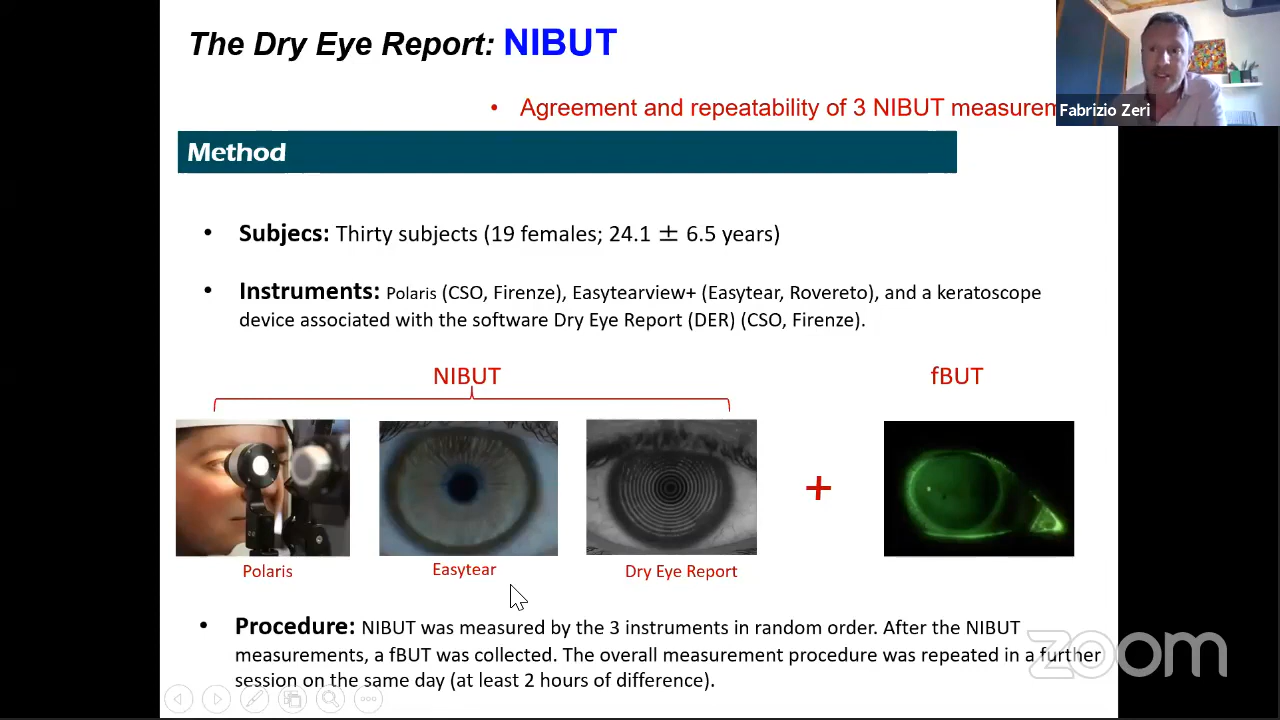 The Dry Eye Report: NIBUT
• Agreement and repeatability of 3 NIBUT measurem
Fabrizio Zeri
Method
• Subjecs: Thirty subjects (19 females; 24.1 ± 6.5 years)
• Instruments: Polaris (CSO, Firenze), Easytearview+ (Easytear, Rovereto), and a keratoscope
device associated with the software Dry Eye Report (DER) (CSO, Firenze).
NIBUT
fBUT
+
Polaris
Easytear
Dry Eye Report
• Procedure: NIBUT was measured by the 3 instruments in random order. After the NIBUT
measurements, a fBUT was collected. The overall measurement procedure was repeated in a further
session on the same day (at least 2 hours of difference).
zoom